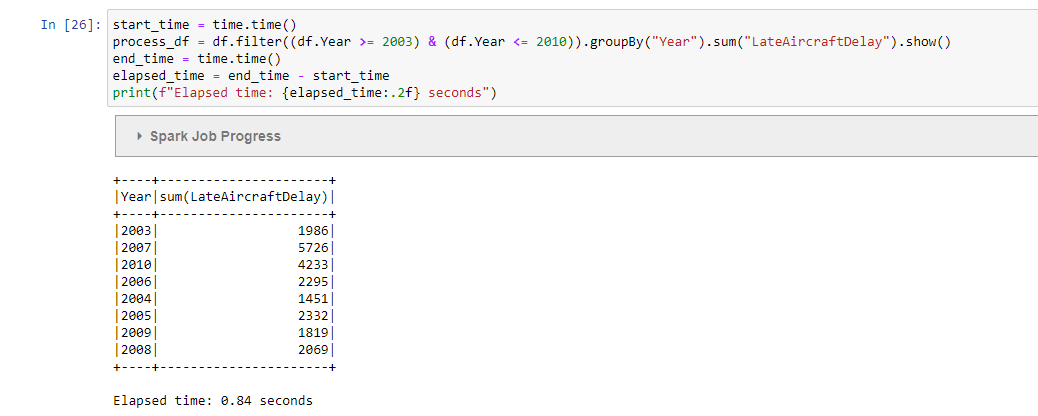 In [26]: start_time = time.time()
process_df = df.filter((df.Year >= 2003) & (df.Year <= 2010)).groupBy("Year").sum("LateAircraftDelay").show()
end_time = time.time()
elapsed_time = end_time - start_time
print(f"Elapsed time: {elapsed_time:.2f} seconds")
Spark Job Progress
+----+----------------------+
|Year|sum(LateAircraftDelay)|
+----+----------------------+
|2003|                  1986|
|2007|                  5726|
|2010|                  4233|
|2006|                  2295|
|2004|                  1451|
|2005|                  2332|
|2009|                  1819|
|2008|                  2069|
+----+----------------------+
Elapsed time: 0.84 seconds